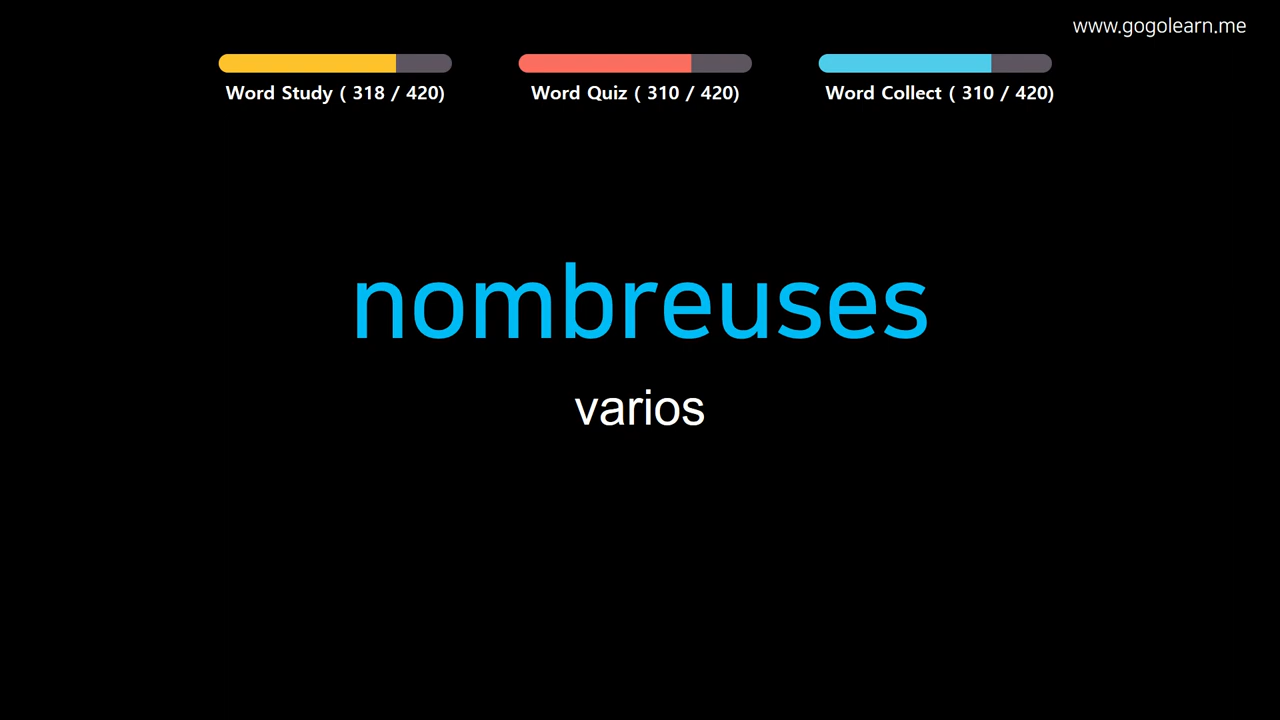 www.gogolearn.me
Word Study ( 318 / 420)
Word Quiz ( 310 / 420)
Word Collect ( 310 / 420)
nombreuses
varios